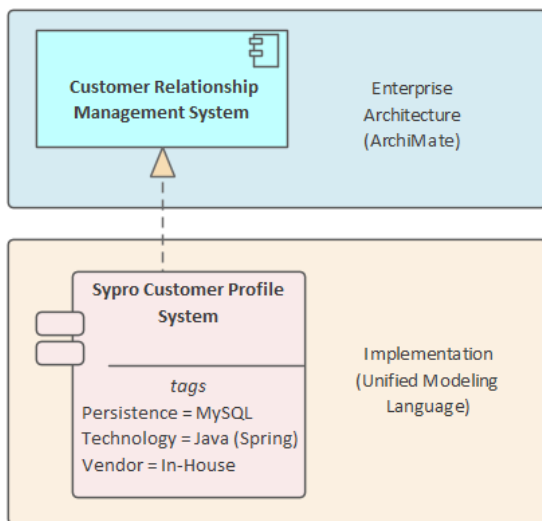 Customer Relationship
Management System
Enterprise
Architecture
(ArchiMate)
Sypro Customer Profile
System
tags
Persistence = MySQL
Technology = Java (Spring)
Vendor = In-House
Implementation
(Unified Modeling
Language)